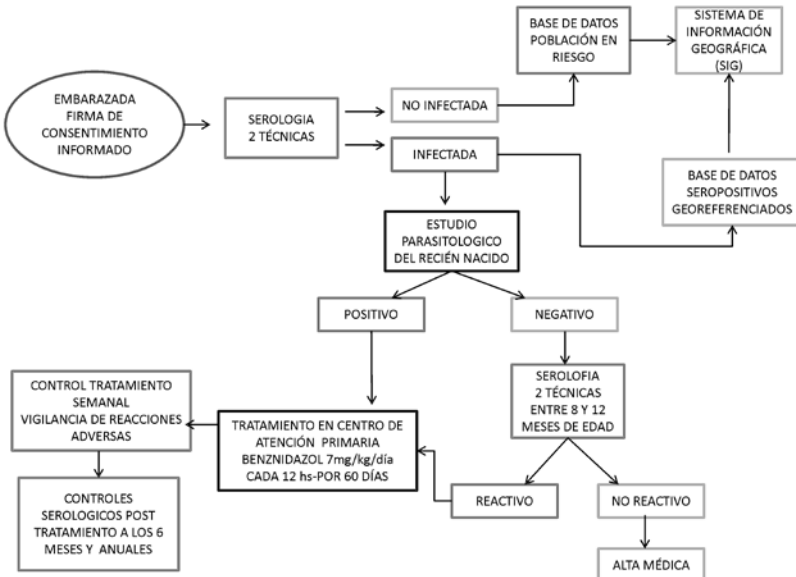 BASE DE DATOS
POBLACIÓN EN
RIESGO
SISTEMA DE
INFORMACIÓN
GEOGRÁFICA
(SIG)
EMBARAZADA
FIRMA DE
CONSENTIMIENTO
INFORMADO
SEROLOGIA
2 TÉCNICAS
NO INFECTADA
INFECTADA
BASE DE DATOS
SEROPOSITIVOS
GEOREFERENCIADOS
ESTUDIO
PARASITOLOGICO
DEL RECIÉN NACIDO
POSITIVO
NEGATIVO
SEROLOFIA
2 TÉCNICAS
ENTRE 8 Y 12
MESES DE EDAD
CONTROL TRATAMIENTO
SEMANAL
VIGILANCIA DE REACCIONES
ADVERSAS
TRATAMIENTO EN CENTRO DE
ATENCIÓN PRIMARIA
BENZNIDAZOL 7mg/kg/día
CADA 12 hs-POR 60 DÍAS
REACTIVO
NO REACTIVO
CONTROLES
SEROLOGICOS POST
TRATAMIENTO A LOS 6
MESES Y ANUALES
ALTA MÉDICA